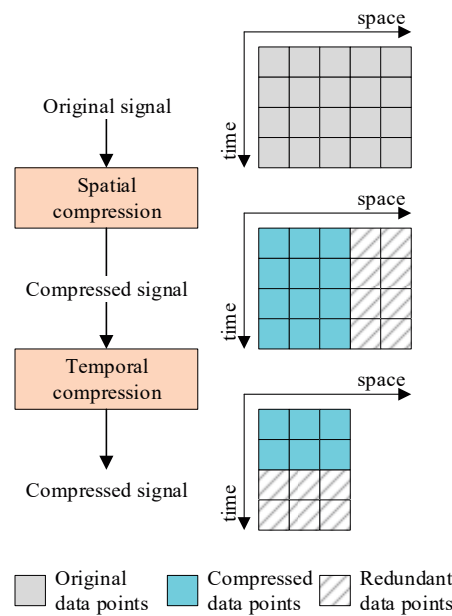 space
time
Original signal
Spatial
compression
space
time
Compressed signal
Temporal
compression
space
time
Compressed signal
Original
data points
Compressed
data points
Redundant
data points